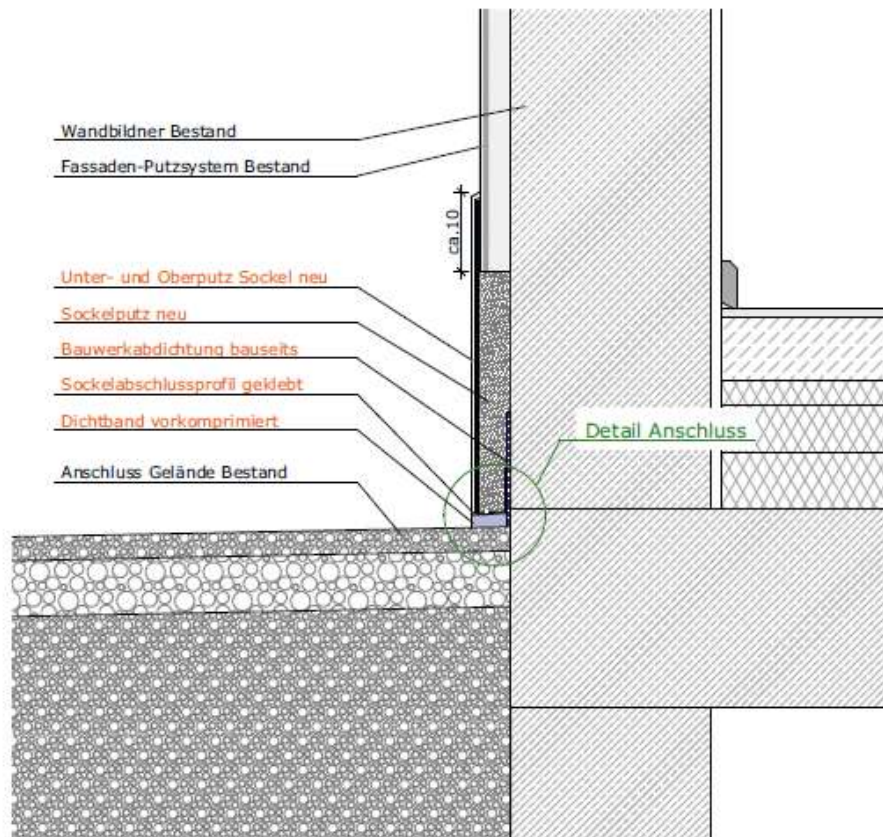 Wandbildner Bestand
Fassaden-Putzsystem Bestand
ca.10
Unter- und Oberputz Sockel neu
Sockelputz neu
Bauwerkabdichtung bauseits
Sockelabschlussprofil geklebt
Dichtband vorkomprimiert
Detail Anschluss
Anschluss Gelände Bestand